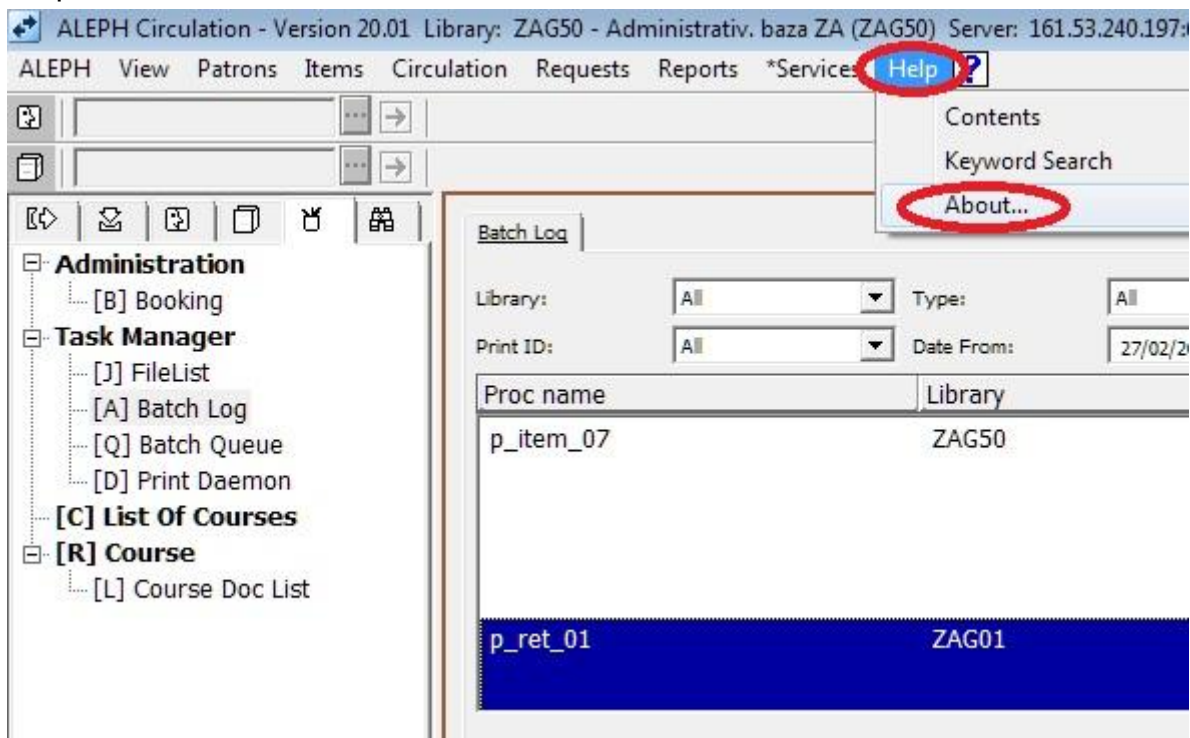 ALEPH Circulation - Version 20.01 Library: ZAG50 - Administrativ. baza ZA (ZAG50) Server: 161.53.240.197:
ALEPH View Patrons Items Circulation Requests Reports *Services Help ?
Contents
Keyword Search
About...
Administration
[B] Booking
Task Manager
[J] FileList
[A] Batch Log
[Q] Batch Queue
[D] Print Daemon
[C] List Of Courses
[R] Course
[L] Course Doc List
Batch Log
Library: All Type: All
Print ID: All Date From: 27/02/2
Proc name Library
p_item_07 ZAG50
p_ret_01 ZAG01